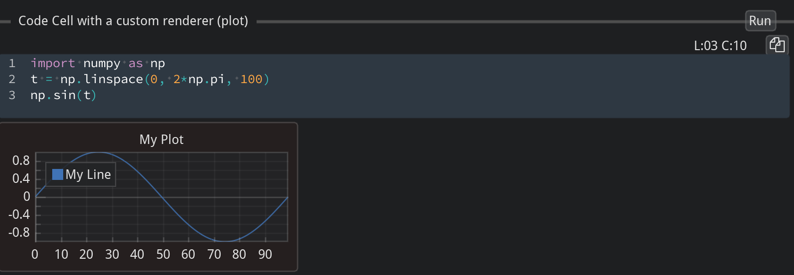 Code Cell with a custom renderer (plot)
Run
L:03 C:10
1 import numpy as np
2 t = np.linspace(0, 2*np.pi, 100)
3 np.sin(t)
My Plot
My Line
0.8
0.4
0
-0.4
-0.8
0 10 20 30 40 50 60 70 80 90